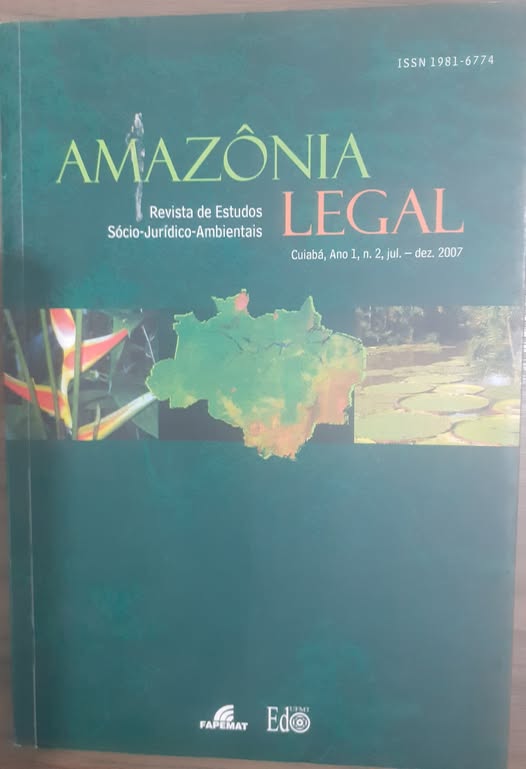 ISSN 1981-6774
AMAZÔNIA
LEGAL
Revista de Estudos
Sócio-Jurídico-Ambientais
Cuiabá, Ano 1, n. 2, jul. – dez. 2007
FAPEMAT
EdUFMT